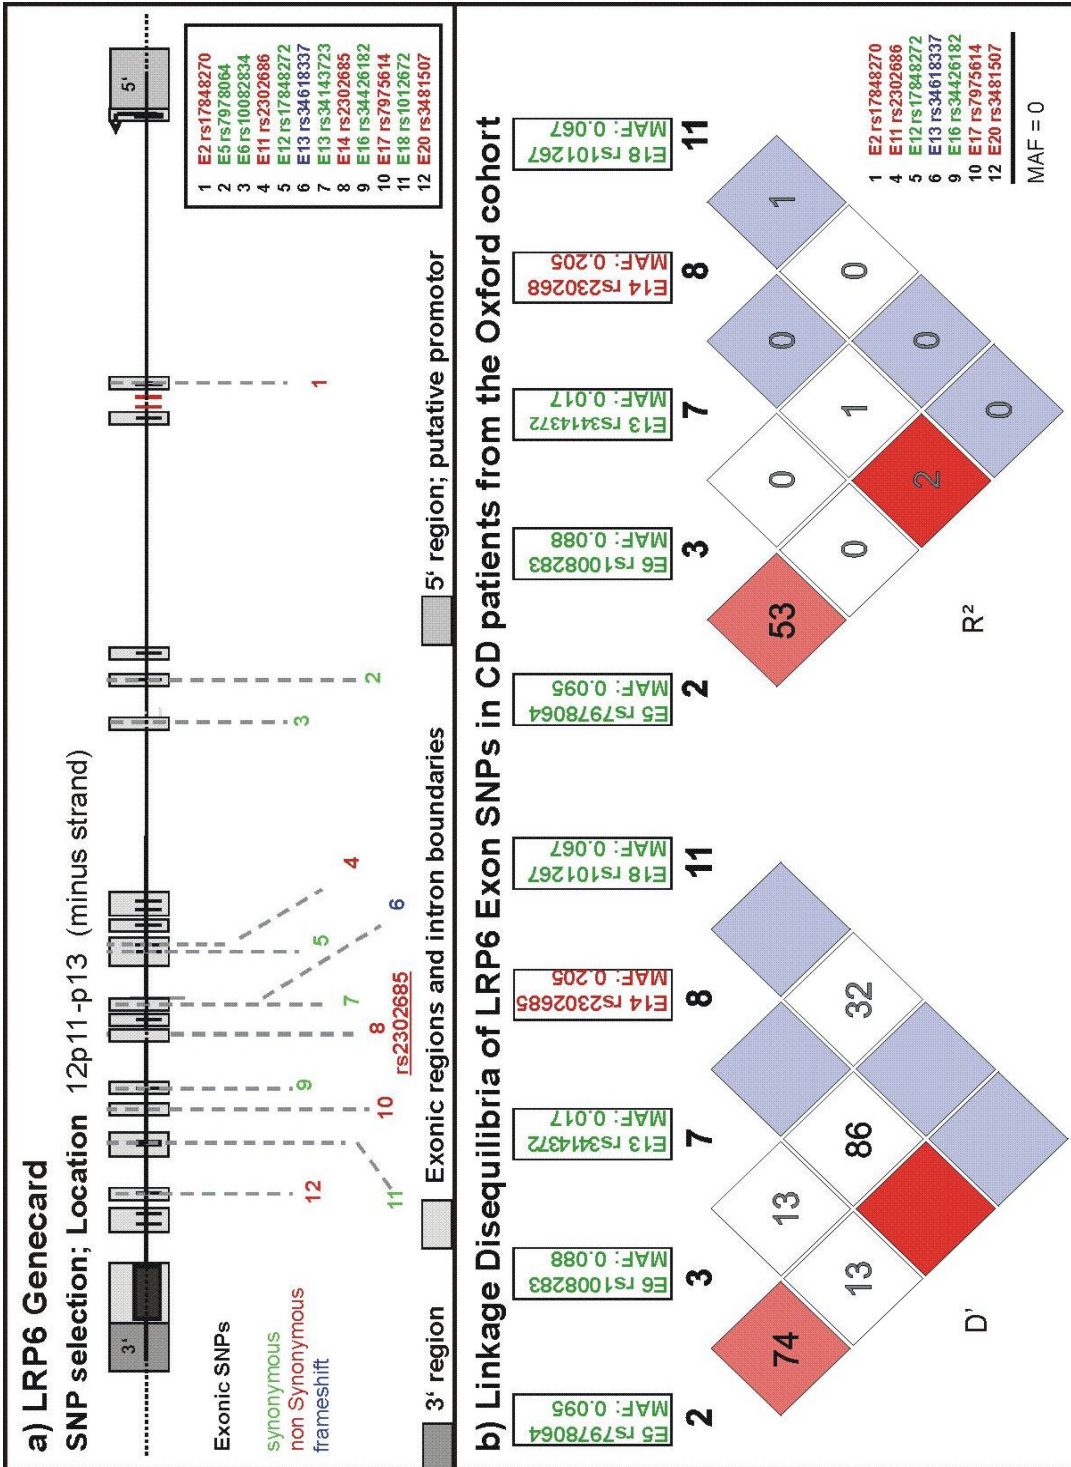 a) LRP6 Genecard
SNP selection; Location 12p11-p13 (minus strand)
3'
5'
Exonic SNPs
synonymous
non Synonymous
frameshift
12
11
10
9
8
rs2302685
7
6
5
4
3
2
1
1 E2 rs17848270
2 E5 rs7978064
3 E6 rs10082834
4 E11 rs2302686
5 E12 rs17848272
6 E13 rs34618337
7 E13 rs34143723
8 E14 rs2302685
9 E16 rs34426182
10 E17 rs7975614
11 E18 rs1012672
12 E20 rs3481507
3' region
Exonic regions and intron boundaries
5' region; putative promotor
b) Linkage Disequilibria of LRP6 Exon SNPs in CD patients from the Oxford cohort
E5 rs7978064
MAF: 0.095
E6 rs1008283
MAF: 0.088
E13 rs3414372
MAF: 0.017
E14 rs2302685
MAF: 0.205
E18 rs101267
MAF: 0.067
2
3
7
8
11
74
13
13
86
32
D'
E5 rs7978064
MAF: 0.095
E6 rs1008283
MAF: 0.088
E13 rs3414372
MAF: 0.017
E14 rs230268
MAF: 0.205
E18 rs101267
MAF: 0.067
2
3
7
8
11
53
0
0
1
0
0
1
2
0
0
R²
1 E2 rs17848270
4 E11 rs2302686
5 E12 rs17848272
6 E13 rs34618337
9 E16 rs34426182
10 E17 rs7975614
12 E20 rs3481507
MAF = 0